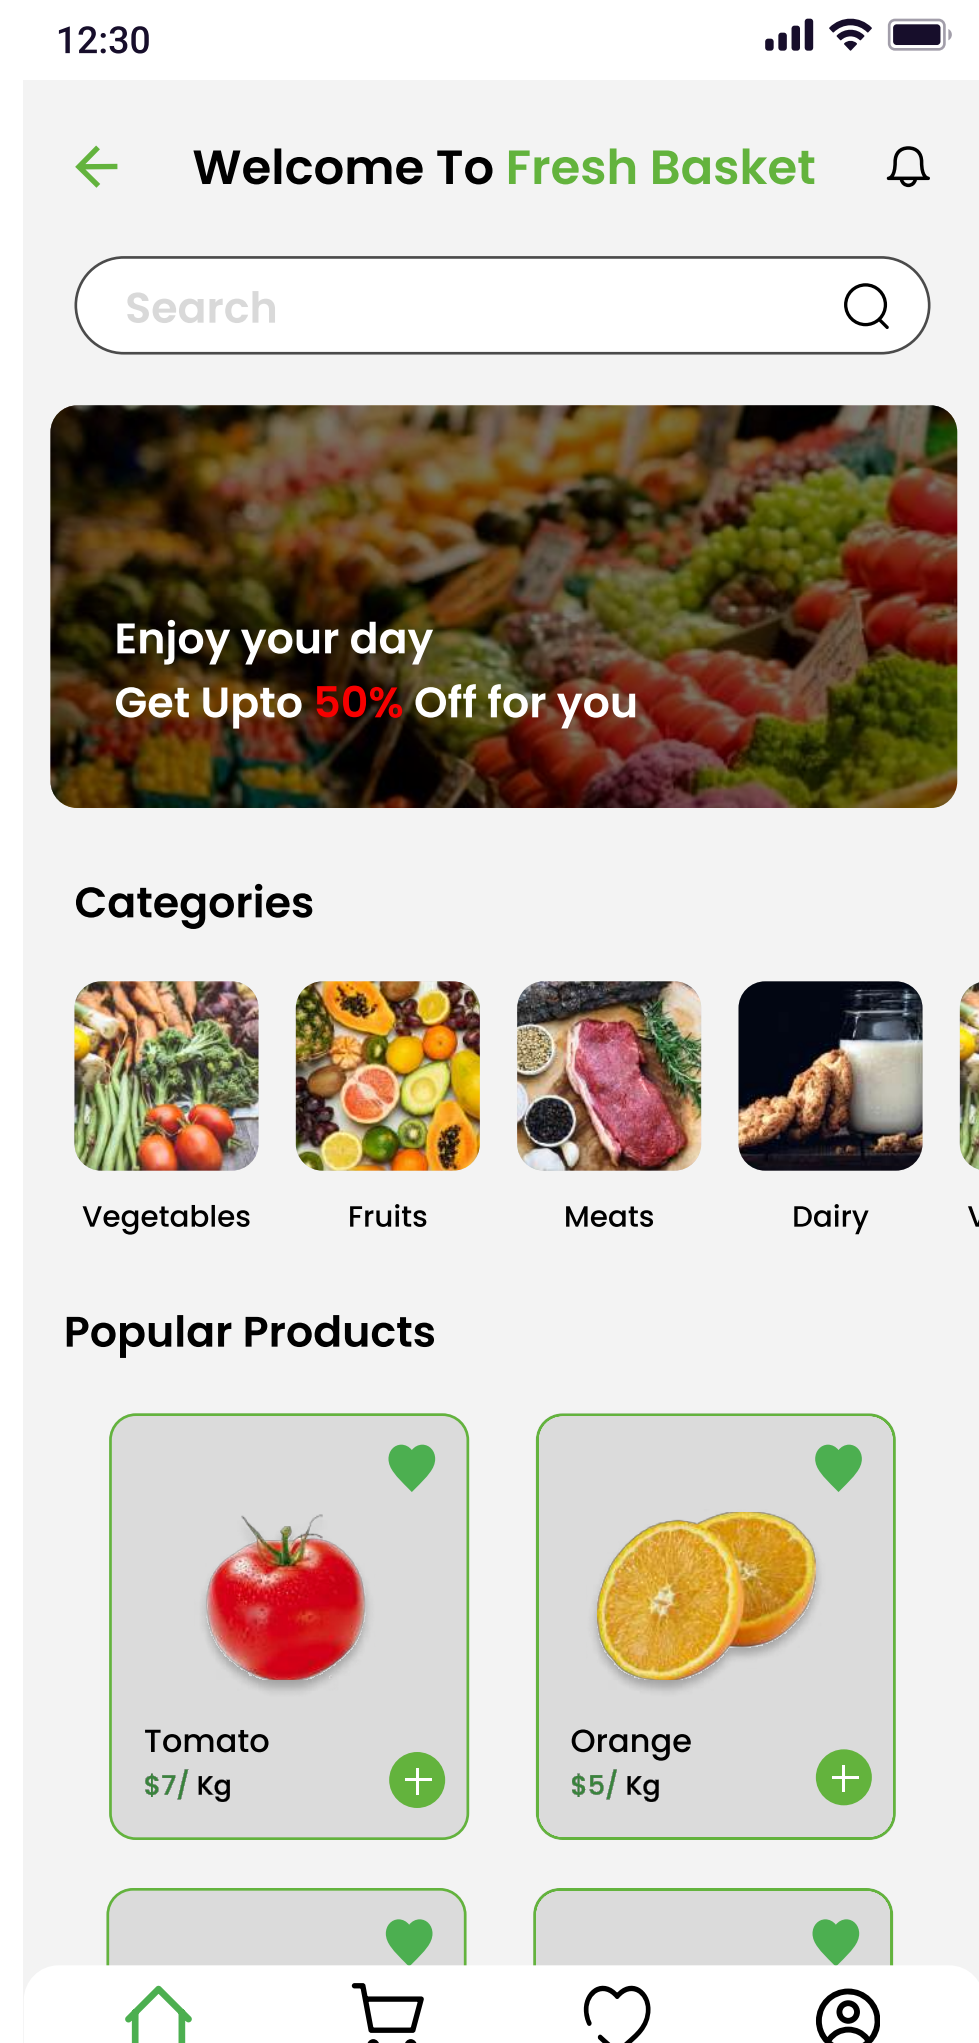 12:30
Welcome To Fresh Basket
Search
Enjoy your day
Get Upto 50% Off for you
Categories
Vegetables Fruits Meats Dairy V
Popular Products
Tomato
$7/ Kg
Orange
$5/ Kg